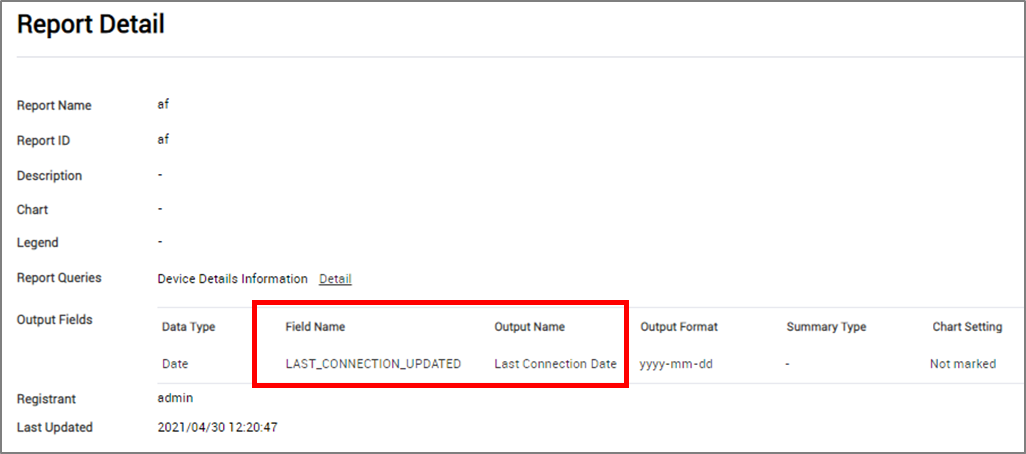 Report Detail
Report Name af
Report ID af
Description -
Chart -
Legend -
Report Queries Device Details Information Detail
Output Fields Data Type Field Name Output Name Output Format Summary Type Chart Setting
Date LAST_CONNECTION_UPDATED Last Connection Date yyyy-mm-dd - Not marked
Registrant admin
Last Updated 2021/04/30 12:20:47